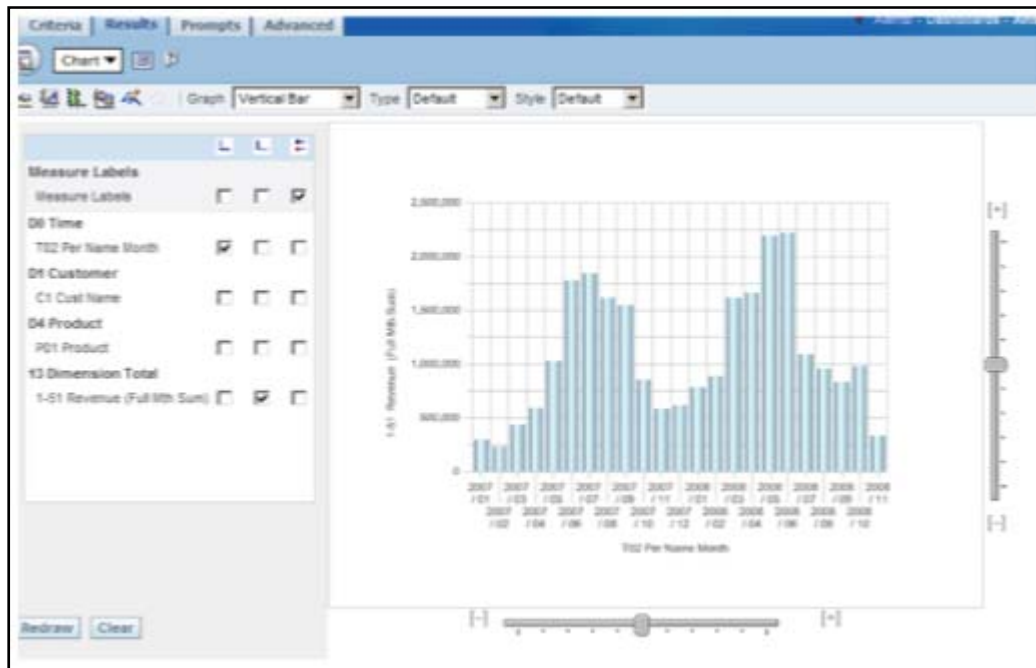 Criteria Results Prompts Advanced
Admin - Dashboards -
Chart
Graph Vertical Bar Type Default Style Default
Measure Labels
Measure Labels
D0 Time
T02 Per Name Month
D1 Customer
C1 Cust Name
D4 Product
P01 Product
13 Dimension Total
1-51 Revenue (Full Mth Sum)
2,500,000
2,000,000
1,500,000
1,000,000
500,000
0
1-51 Revenue (Full Mth Sum)
2007 / 01
2007 / 02
2007 / 03
2007 / 04
2007 / 05
2007 / 06
2007 / 07
2007 / 08
2007 / 09
2007 / 10
2007 / 11
2007 / 12
2008 / 01
2008 / 02
2008 / 03
2008 / 04
2008 / 05
2008 / 06
2008 / 07
2008 / 08
2008 / 09
2008 / 10
2008 / 11
T02 Per Name Month
[+]
[-]
[-]
[+]
Redraw Clear